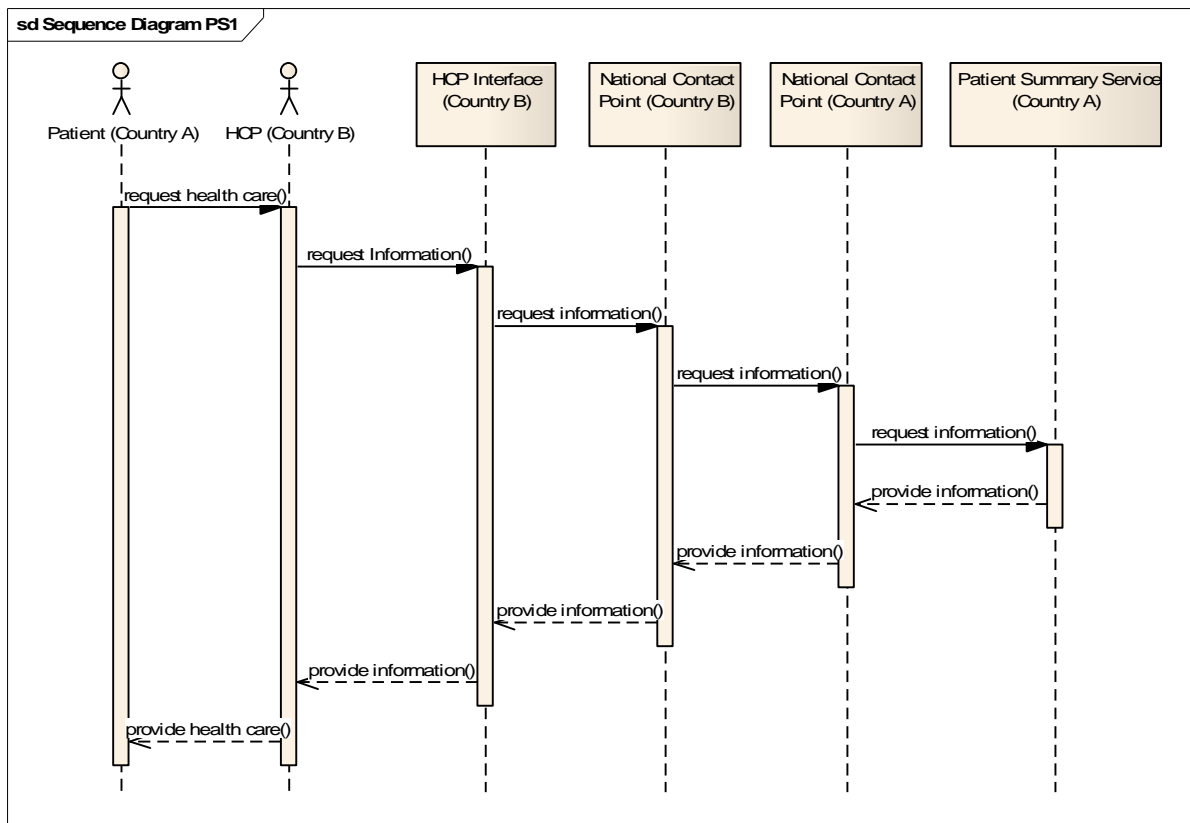 sd Sequence Diagram PS1
Patient (Country A)
HCP (Country B)
HCP Interface
(Country B)
National Contact
Point (Country B)
National Contact
Point (Country A)
Patient Summary Service
(Country A)
request health care()
request Information()
request information()
request information()
request information()
provide information()
provide information()
provide information()
provide information()
provide health care()